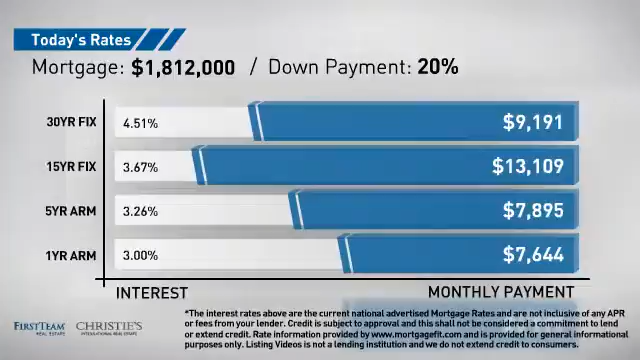 Today's Rates
Mortgage: $1,812,000 / Down Payment: 20%
30YR FIX 4.51% $9,191
15YR FIX 3.67% $13,109
5YR ARM 3.26% $7,895
1YR ARM 3.00% $7,644
INTEREST MONTHLY PAYMENT
FIRSTTEAM REAL ESTATE
CHRISTIE'S INTERNATIONAL REAL ESTATE
*The interest rates above are the current national advertised Mortgage Rates and are not inclusive of any APR
or fees from your lender. Credit is subject to approval and this shall not be considered a commitment to lend
or extend credit. Rate information provided by www.mortgagefit.com and is provided for general informational
purposes only. Listing Videos is not a lending institution and we do not extend credit to consumers.